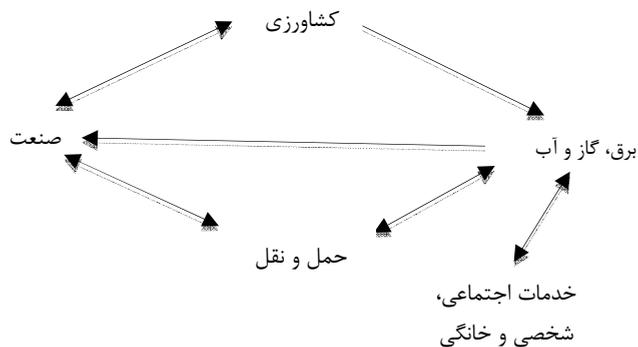 کشاورزی
صنعت
برق، گاز و آب
حمل و نقل
خدمات اجتماعی،
شخصی و خانگی